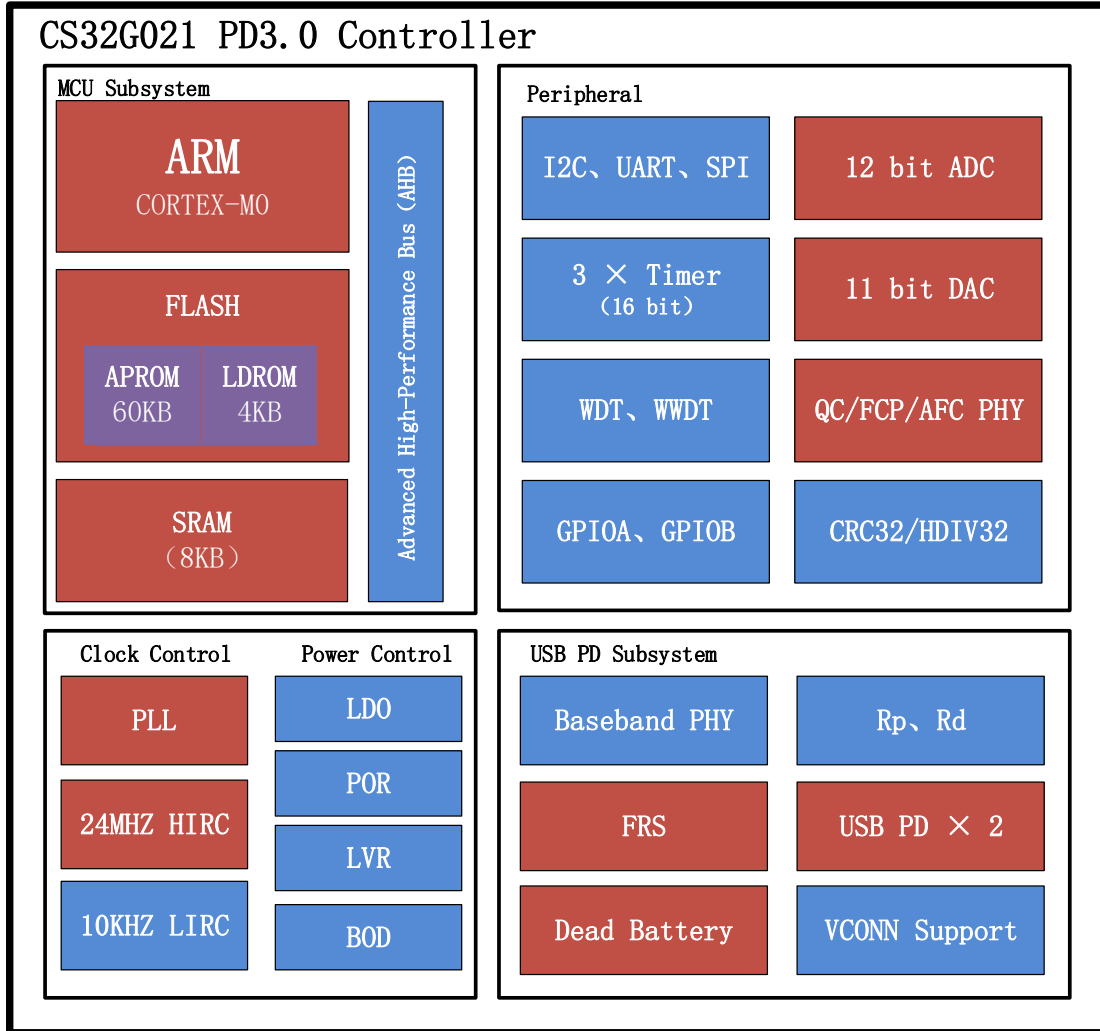 CS32G021 PD3.0 Controller
MCU Subsystem
ARM
CORTEX-M0
FLASH
APROM
60KB
LDROM
4KB
SRAM
（8KB）
Advanced High-Performance Bus (AHB)
Peripheral
I2C、UART、SPI
12 bit ADC
3 × Timer
(16 bit)
11 bit DAC
WDT、WWDT
QC/FCP/AFC PHY
GPIOA、GPIOB
CRC32/HDIV32
Clock Control
PLL
24MHZ HIRC
10KHZ LIRC
Power Control
LDO
POR
LVR
BOD
USB PD Subsystem
Baseband PHY
Rp、Rd
FRS
USB PD × 2
Dead Battery
VCONN Support